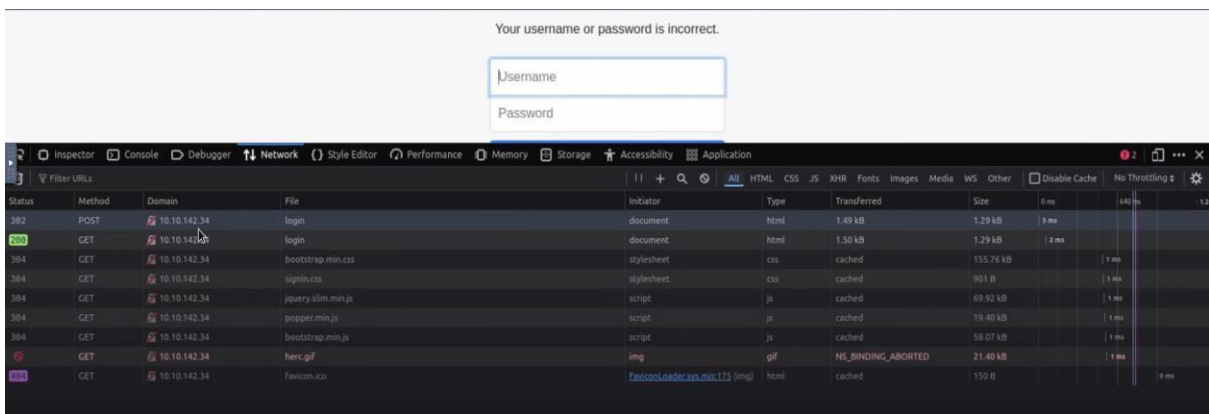 Your username or password is incorrect.
Username
Password
Inspector Console Debugger Network Style Editor Performance Memory Storage Accessibility Application 2
Filter URLs All HTML CSS JS XHR Fonts Images Media WS Other Disable Cache No Throttling
Status Method Domain File Initiator Type Transferred Size 0 ms 640 ms
302 POST 10.10.142.34 login document html 1.49 kB 1.29 kB 3 ms
200 GET 10.10.142.34 login document html 1.50 kB 1.29 kB 2 ms
304 GET 10.10.142.34 bootstrap.min.css stylesheet css cached 155.76 kB 1 ms
304 GET 10.10.142.34 signin.css stylesheet css cached 901 B 1 ms
304 GET 10.10.142.34 jquery.slim.min.js script js cached 69.92 kB 1 ms
304 GET 10.10.142.34 popper.min.js script js cached 19.40 kB 1 ms
304 GET 10.10.142.34 bootstrap.min.js script js cached 58.07 kB 1 ms
GET 10.10.142.34 herc.gif img gif NS_BINDING_ABORTED 21.40 kB 1 ms
404 GET 10.10.142.34 favicon.ico FaviconLoader.sys.mjs:175 (img) html cached 150 B 0 ms